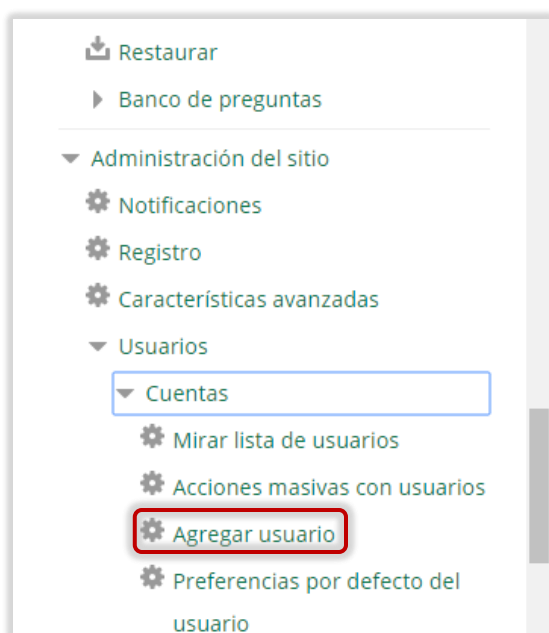 Restaurar
Banco de preguntas
Administración del sitio
Notificaciones
Registro
Características avanzadas
Usuarios
Cuentas
Mirar lista de usuarios
Acciones masivas con usuarios
Agregar usuario
Preferencias por defecto del
usuario